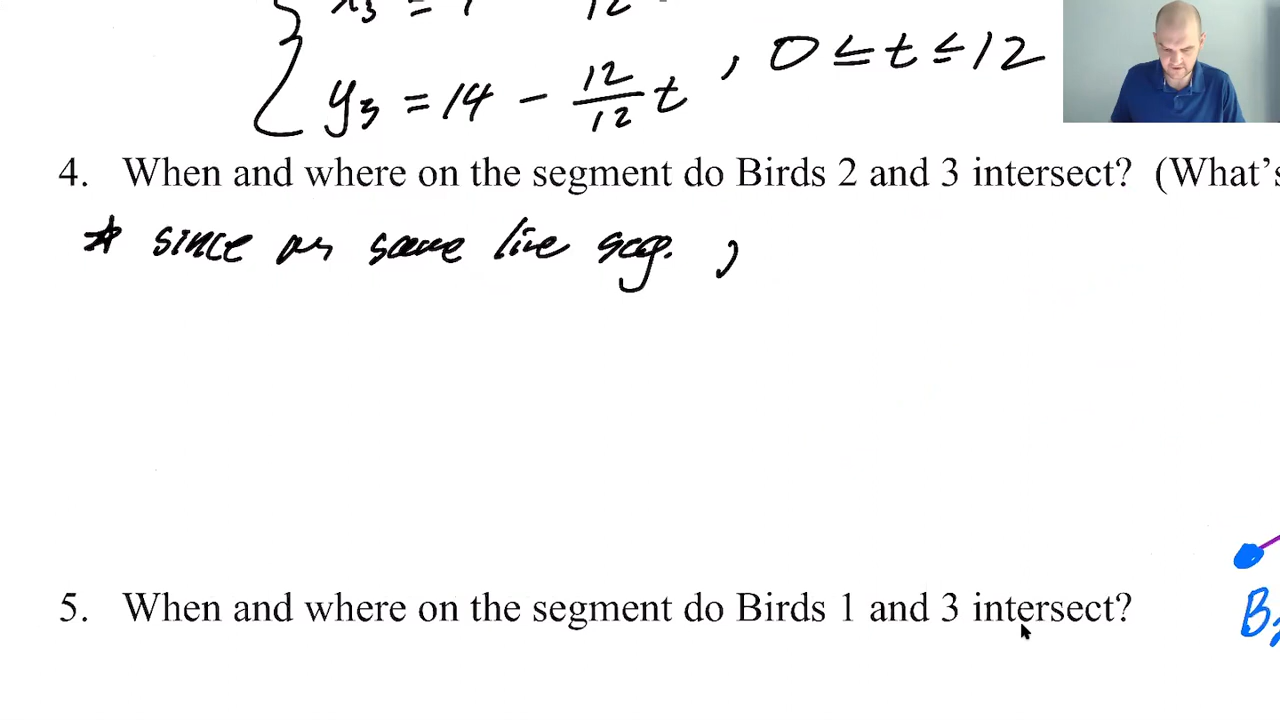 y₃ = 14 - 12/12 t , 0 ≤ t ≤ 12
4. When and where on the segment do Birds 2 and 3 intersect? (What's
* since on same line seg. ,
5. When and where on the segment do Birds 1 and 3 intersect?